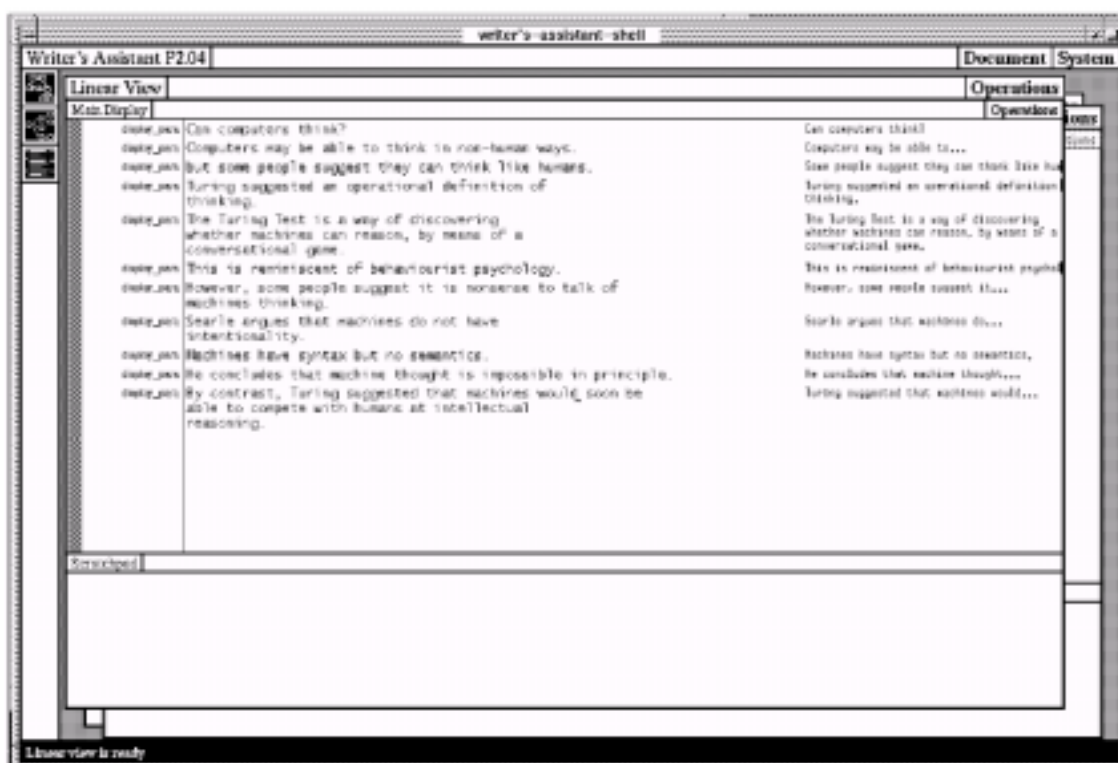 writer's-assistant-shell
Writer's Assistant P2.04
Document
System
Linear View
Operations
Main Display
Operations
Can computers think?
Can computers think?
Computers may be able to think in non-human ways.
Computers may be able to...
but some people suggest they can think like humans.
Some people suggest they can think like hu
Turing suggested an operational definition of
thinking.
Turing suggested an operational definition
thinking.
The Turing Test is a way of discovering
whether machines can reason, by means of a
conversational game.
The Turing Test is a way of discovering
whether machines can reason, by means of a
conversational game.
This is reminiscent of behaviourist psychology.
This is reminiscent of behaviourist psychol
However, some people suggest it is nonsense to talk of
machines thinking.
However, some people suggest it...
Searle argues that machines do not have
intentionality.
Searle argues that machines do...
Machines have syntax but no semantics.
Machines have syntax but no semantics.
He concludes that machine thought is impossible in principle.
He concludes that machine thought...
By contrast, Turing suggested that machines would soon be
able to compete with humans at intellectual
reasoning.
Turing suggested that machines would...
Scratchpad
Linear view is ready